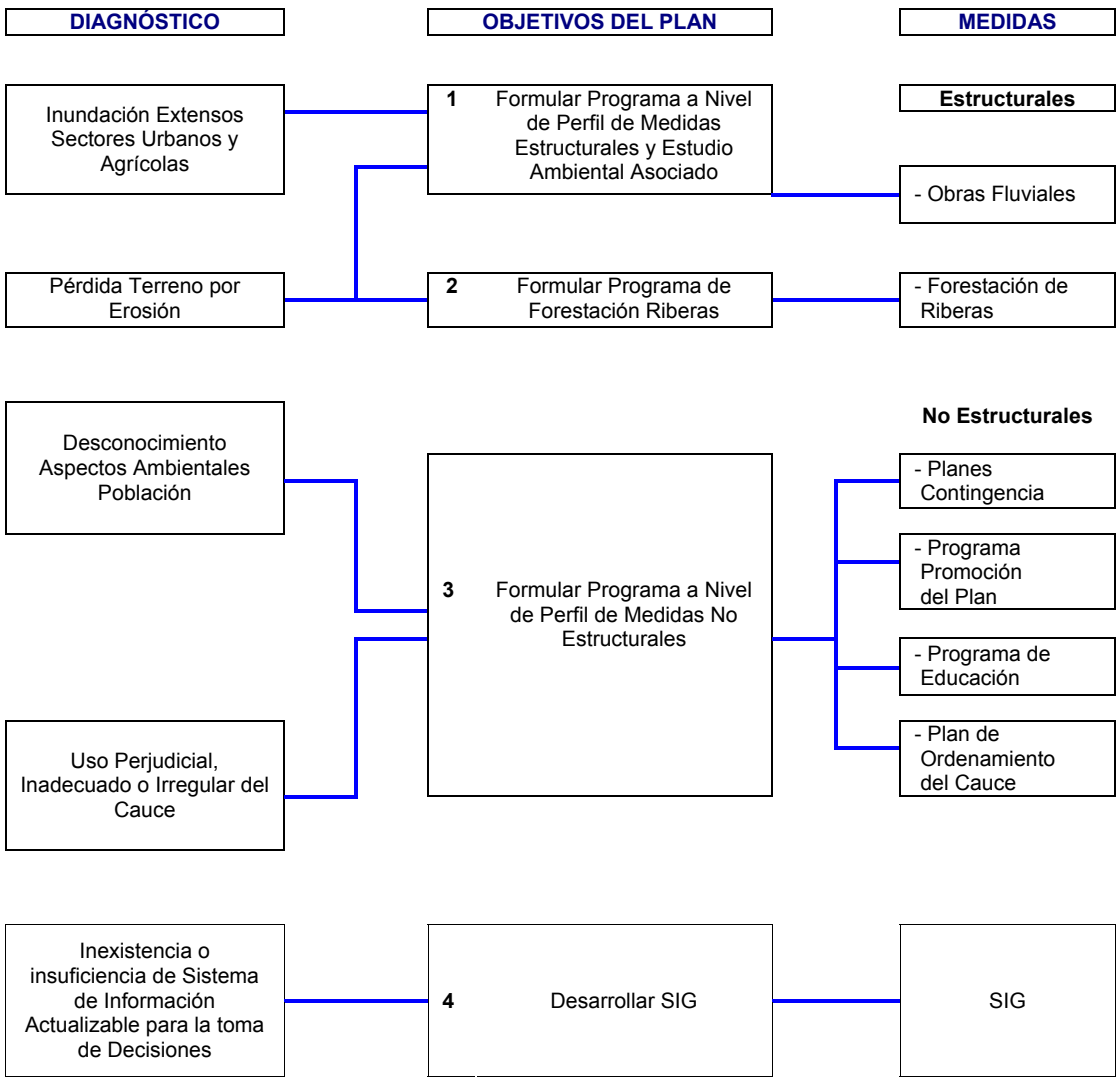 DIAGNÓSTICO
OBJETIVOS DEL PLAN
MEDIDAS
Inundación Extensos
Sectores Urbanos y
Agrícolas
1 Formular Programa a Nivel
de Perfil de Medidas
Estructurales y Estudio
Ambiental Asociado
Estructurales
- Obras Fluviales
Pérdida Terreno por
Erosión
2 Formular Programa de
Forestación Riberas
- Forestación de
Riberas
Desconocimiento
Aspectos Ambientales
Población
Uso Perjudicial,
Inadecuado o Irregular del
Cauce
3 Formular Programa a Nivel
de Perfil de Medidas No
Estructurales
No Estructurales
- Planes
Contingencia
- Programa
Promoción
del Plan
- Programa de
Educación
- Plan de
Ordenamiento
del Cauce
Inexistencia o
insuficiencia de Sistema
de Información
Actualizable para la toma
de Decisiones
4 Desarrollar SIG
SIG